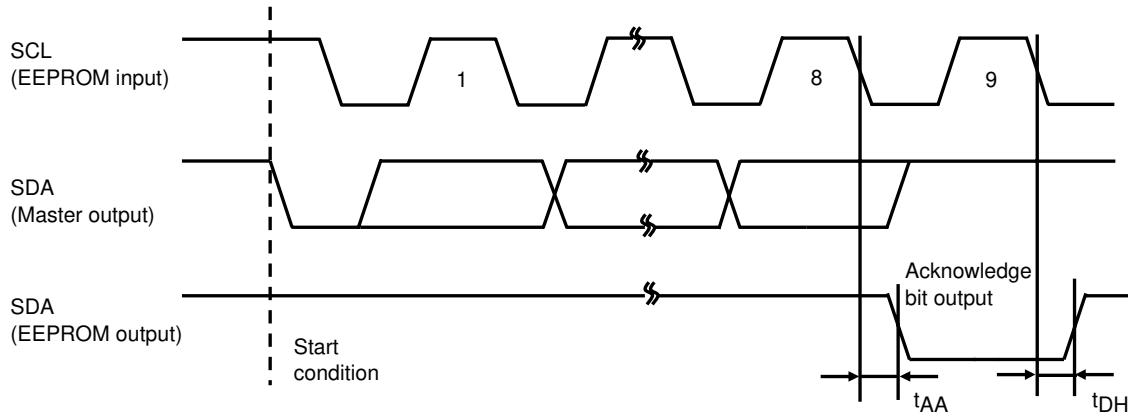 SCL
(EEPROM input)
1
8
9
SDA
(Master output)
SDA
(EEPROM output)
Acknowledge
bit output
Start
condition
tAA
tDH